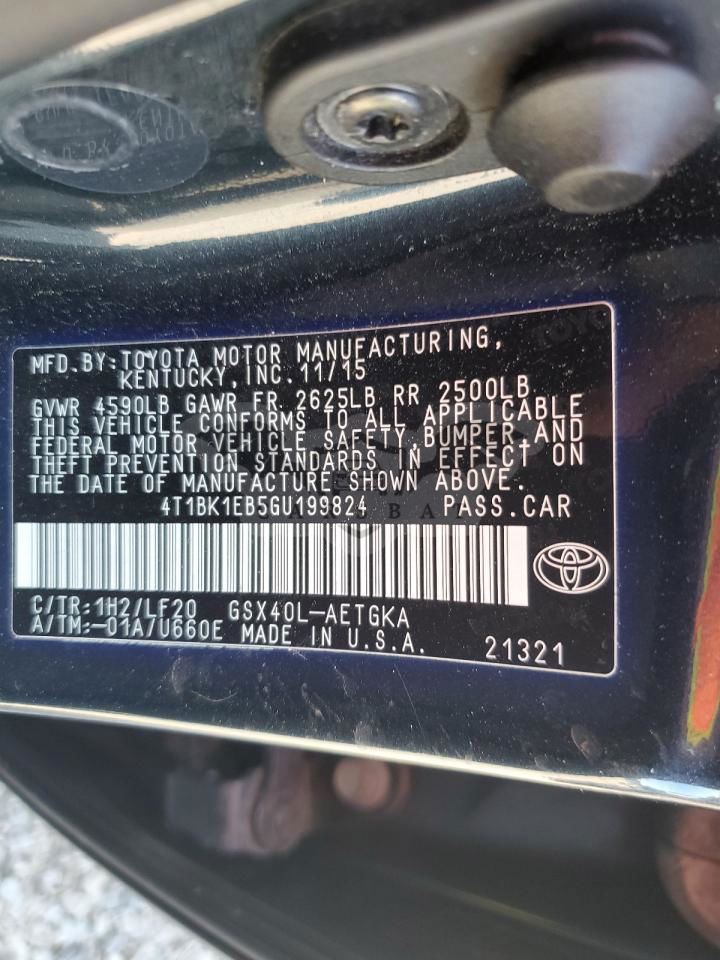 MFD.BY:TOYOTA MOTOR MANUFACTURING,
KENTUCKY,INC.11/15
GVWR 4590LB GAWR FR 2625LB RR 2500LB
THIS VEHICLE CONFORMS TO ALL APPLICABLE
FEDERAL MOTOR VEHICLE SAFETY,BUMPER,AND
THEFT PREVENTION STANDARDS IN EFFECT ON
THE DATE OF MANUFACTURE SHOWN ABOVE.
4T1BK1EB5GU199824 PASS.CAR
C/TR:1H2/LF20 GSX40L-AETGKA
A/TM:-01A/U660E MADE IN U.S.A. 21321